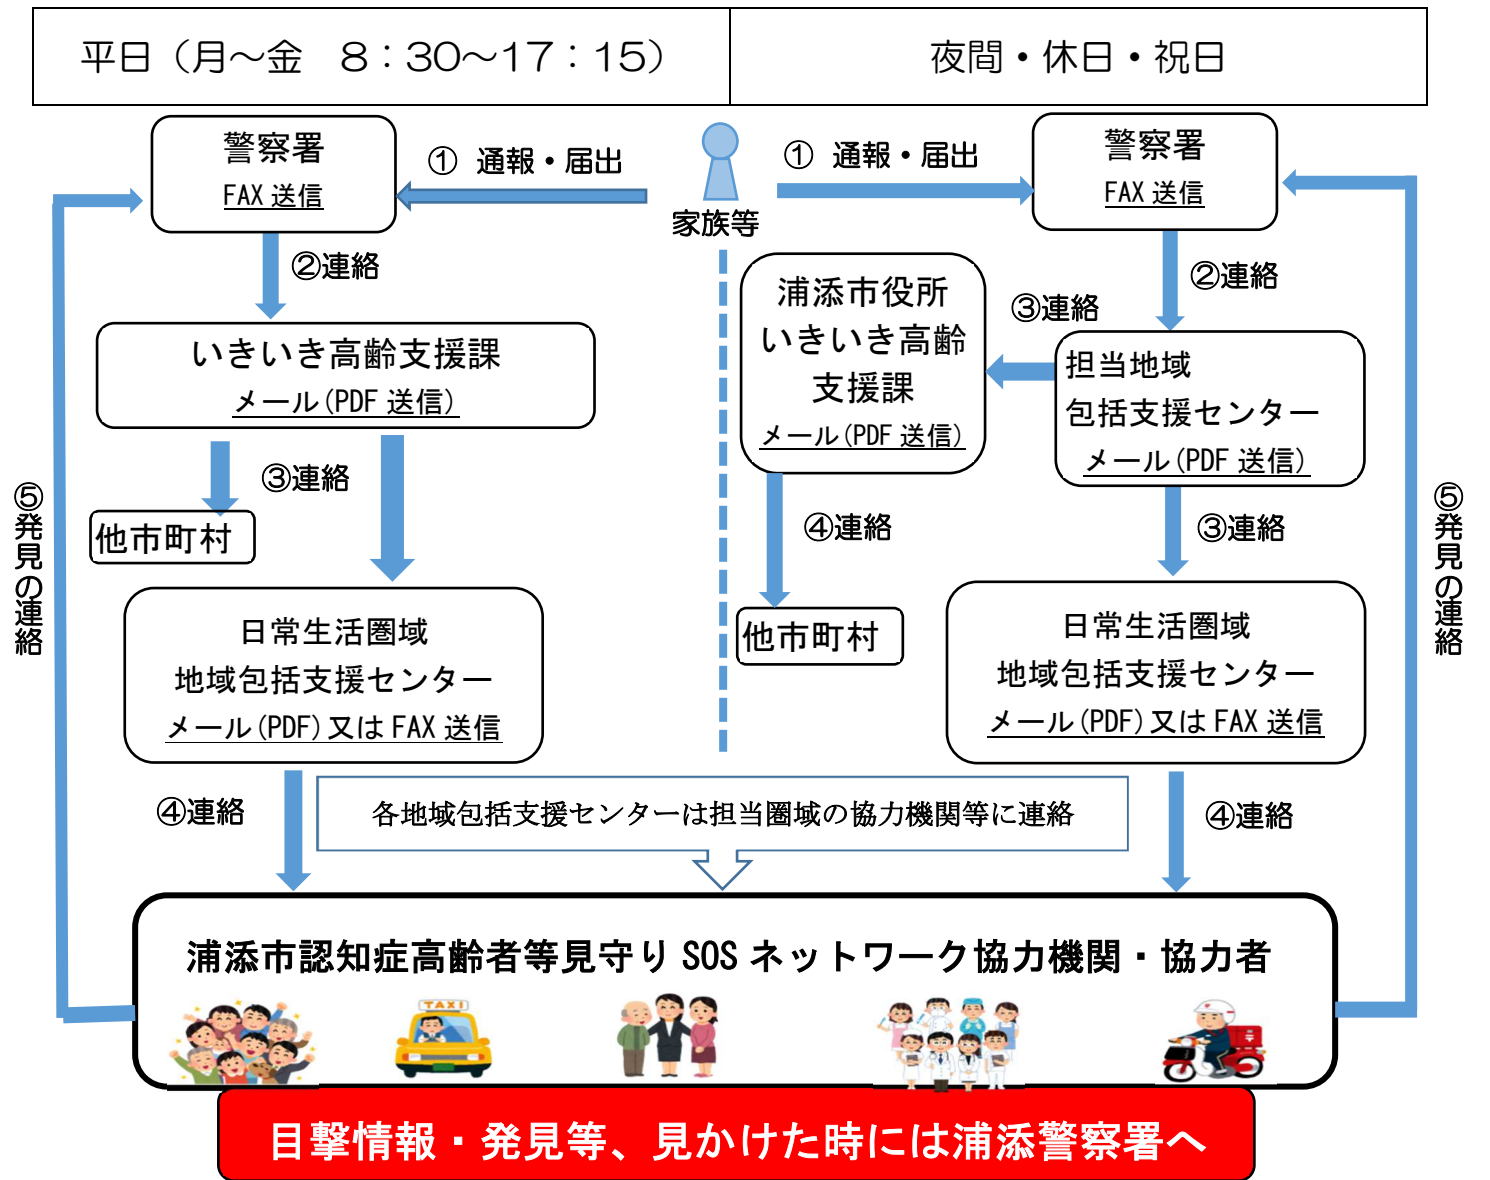 平日（月～金　８：３０～１７：１５）
夜間・休日・祝日
警察署
FAX 送信
① 通報・届出
家族等
① 通報・届出
警察署
FAX 送信
②連絡
いきいき高齢支援課
メール(PDF 送信)
③連絡
他市町村
日常生活圏域
地域包括支援センター
メール(PDF)又は FAX 送信
④連絡
⑤発見の連絡
②連絡
③連絡
浦添市役所
いきいき高齢
支援課
メール(PDF 送信)
担当地域
包括支援センター
メール(PDF 送信)
④連絡
他市町村
③連絡
日常生活圏域
地域包括支援センター
メール(PDF)又は FAX 送信
④連絡
⑤発見の連絡
各地域包括支援センターは担当圏域の協力機関等に連絡
浦添市認知症高齢者等見守り SOS ネットワーク協力機関・協力者
TAXI
目撃情報・発見等、見かけた時には浦添警察署へ